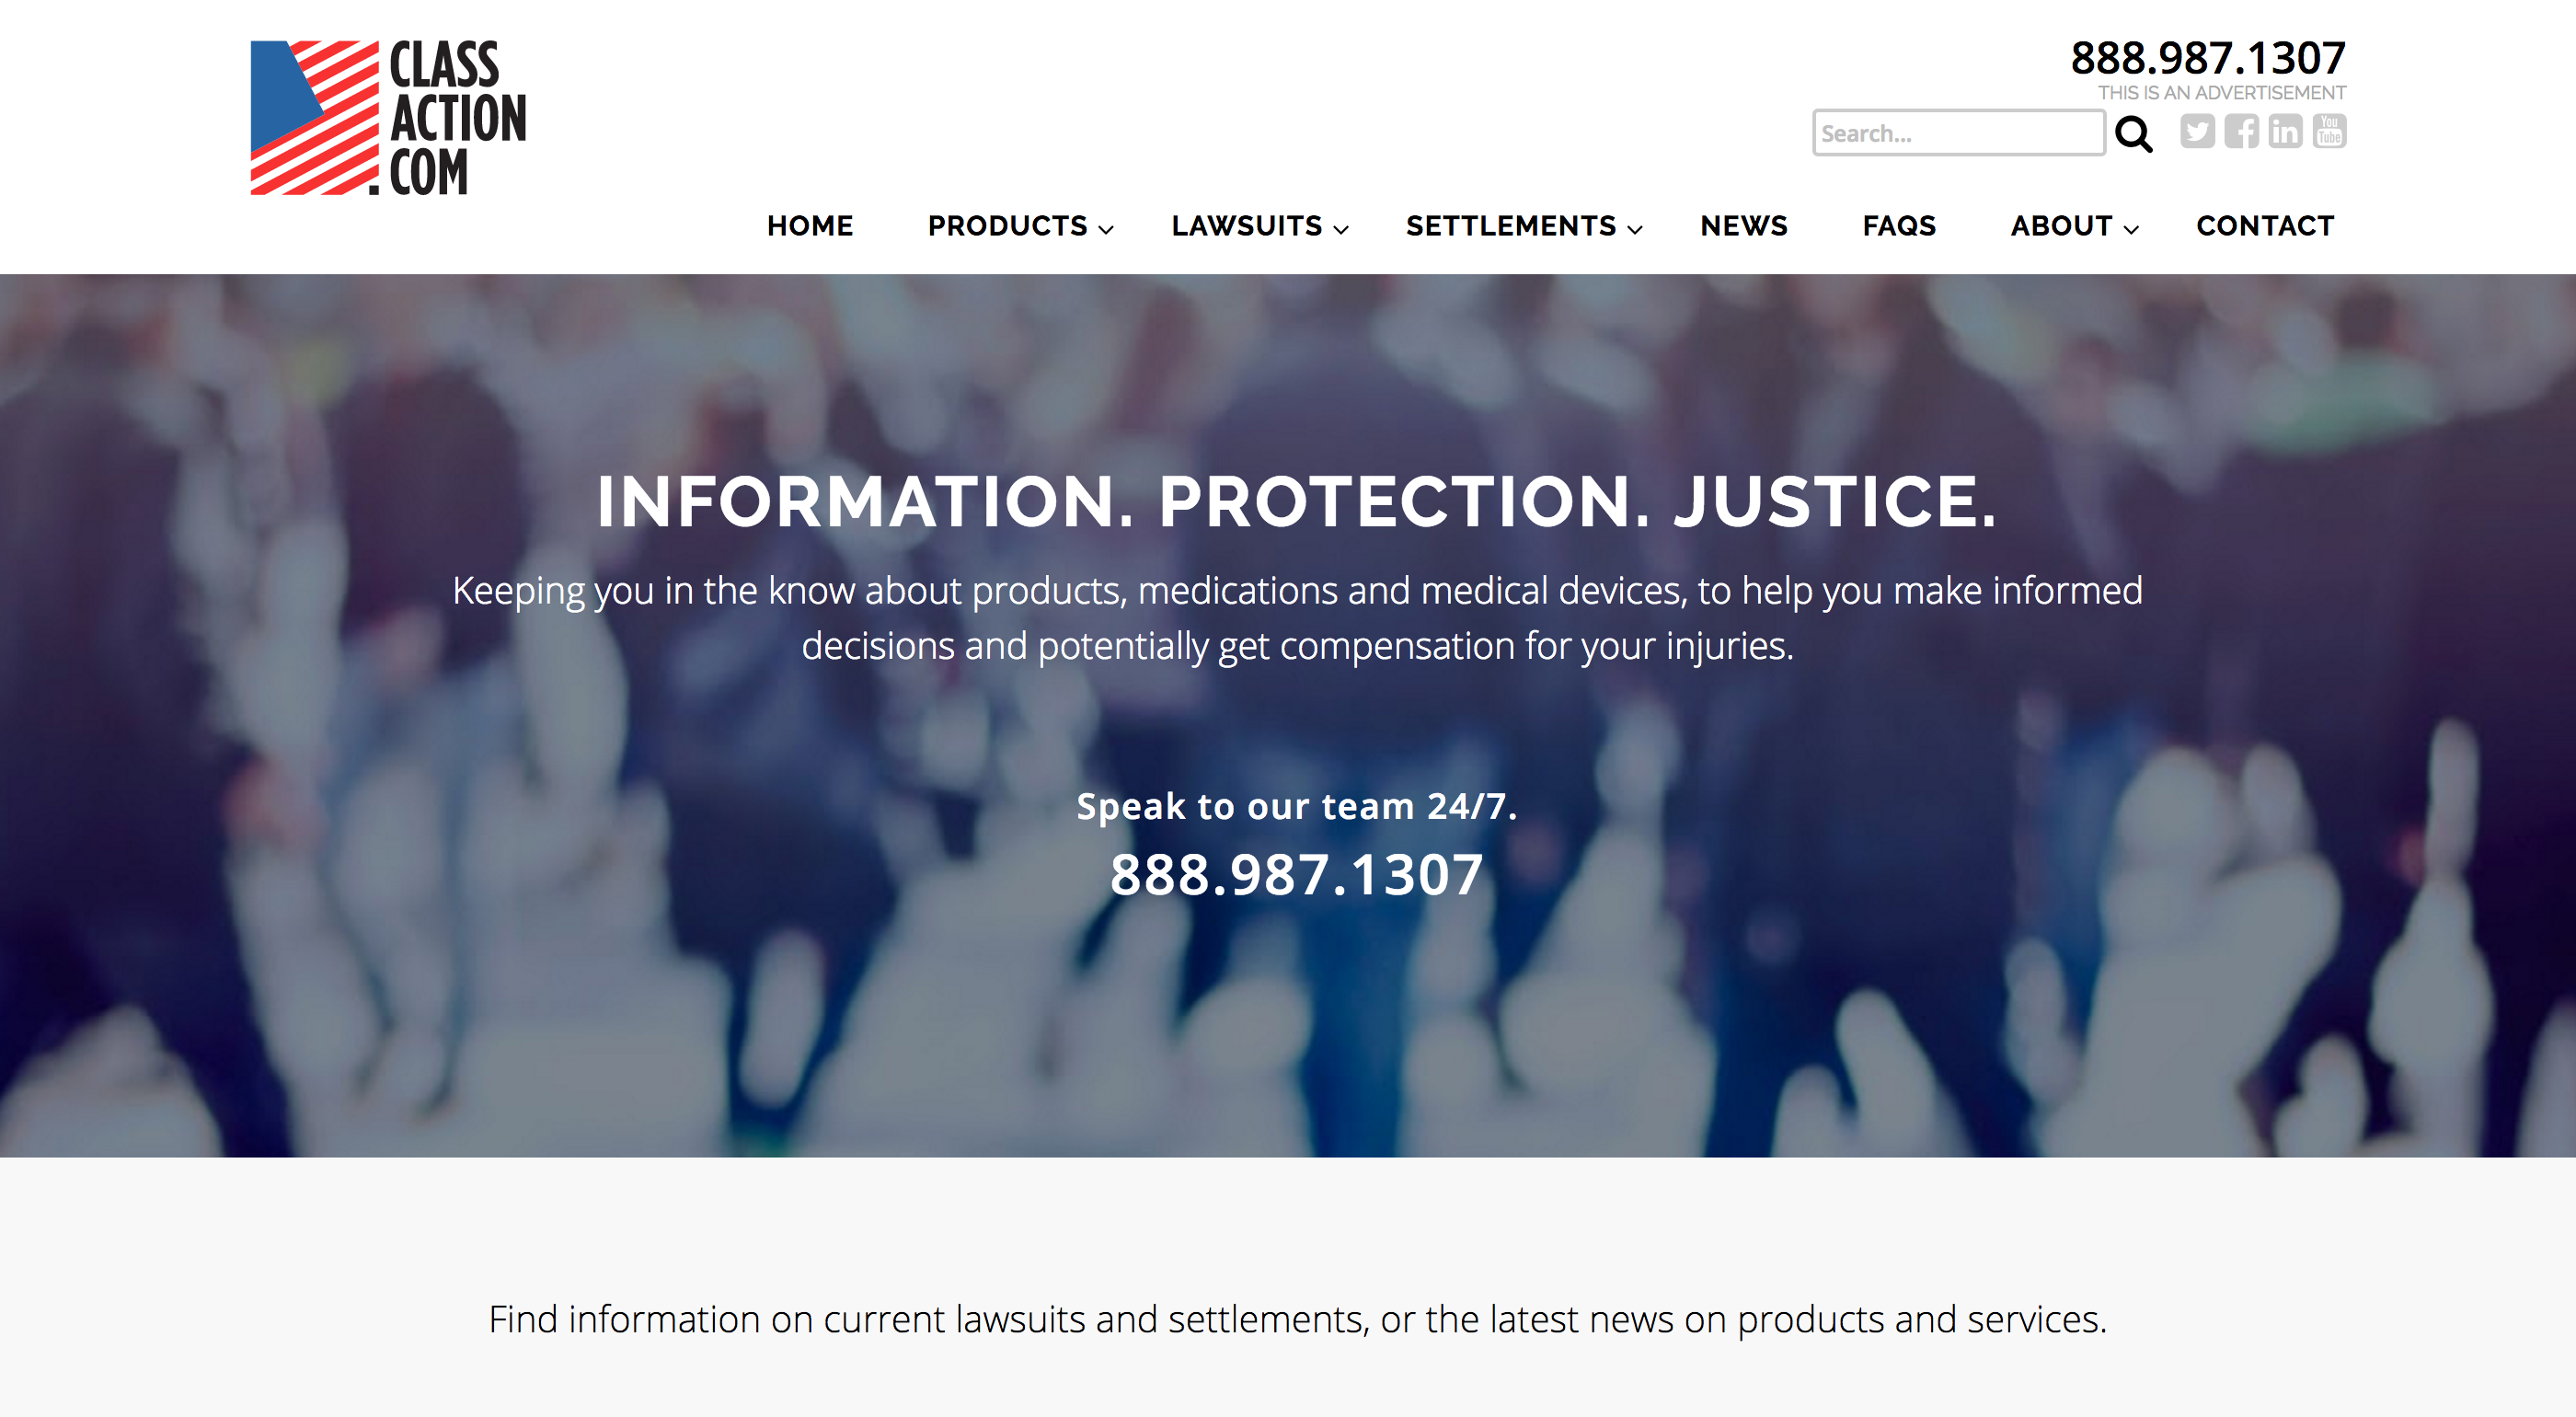 CLASS
ACTION
.COM
888.987.1307
THIS IS AN ADVERTISEMENT
Search...
You
Tube
HOME PRODUCTS LAWSUITS SETTLEMENTS NEWS FAQS ABOUT CONTACT
INFORMATION. PROTECTION. JUSTICE.
Keeping you in the know about products, medications and medical devices, to help you make informed
decisions and potentially get compensation for your injuries.
Speak to our team 24/7.
888.987.1307
Find information on current lawsuits and settlements, or the latest news on products and services.